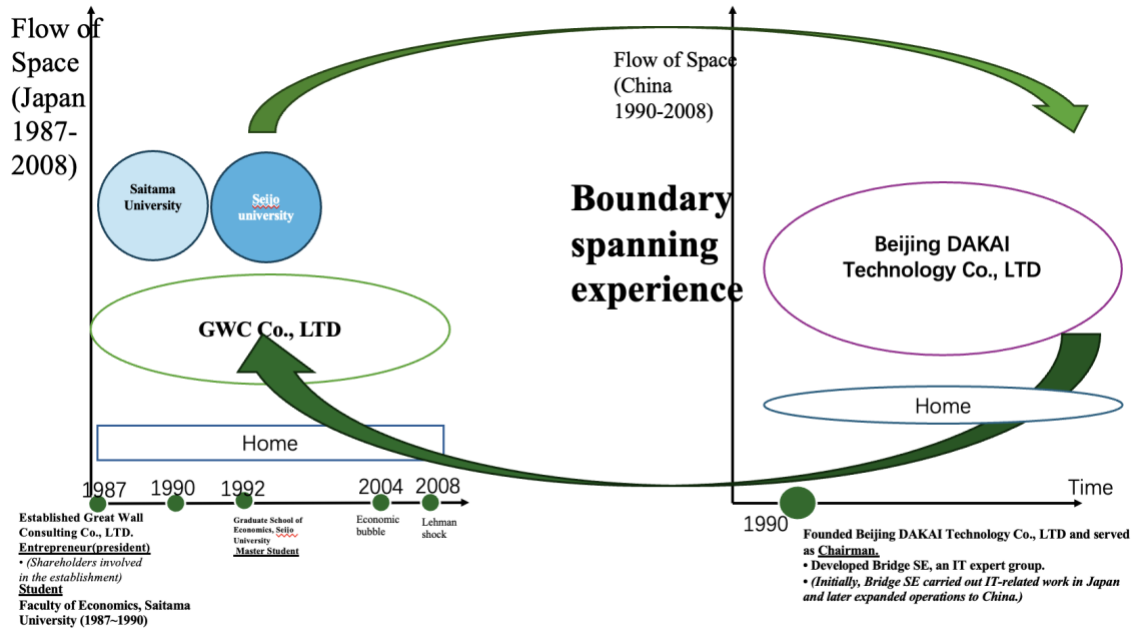 Flow of
Space
(Japan
1987-
2008)
Flow of Space
(China
1990-2008)
Saitama
University
Seijo
university
Boundary
spanning
experience
Beijing DAKAI
Technology Co., LTD
GWC Co., LTD
Home
Home
1987
1990
1992
2004
2008
Time
1990
Established Great Wall
Consulting Co., LTD.
Entrepreneur(president)
• (Shareholders involved
in the establishment)
Student
Faculty of Economics, Saitama
University (1987~1990)
Graduate School of
Economics, Seijo
University
Master Student
Economic
bubble
Lehman
shock
Founded Beijing DAKAI Technology Co., LTD and served
as Chairman.
• Developed Bridge SE, an IT expert group.
• (Initially, Bridge SE carried out IT-related work in Japan
and later expanded operations to China.)